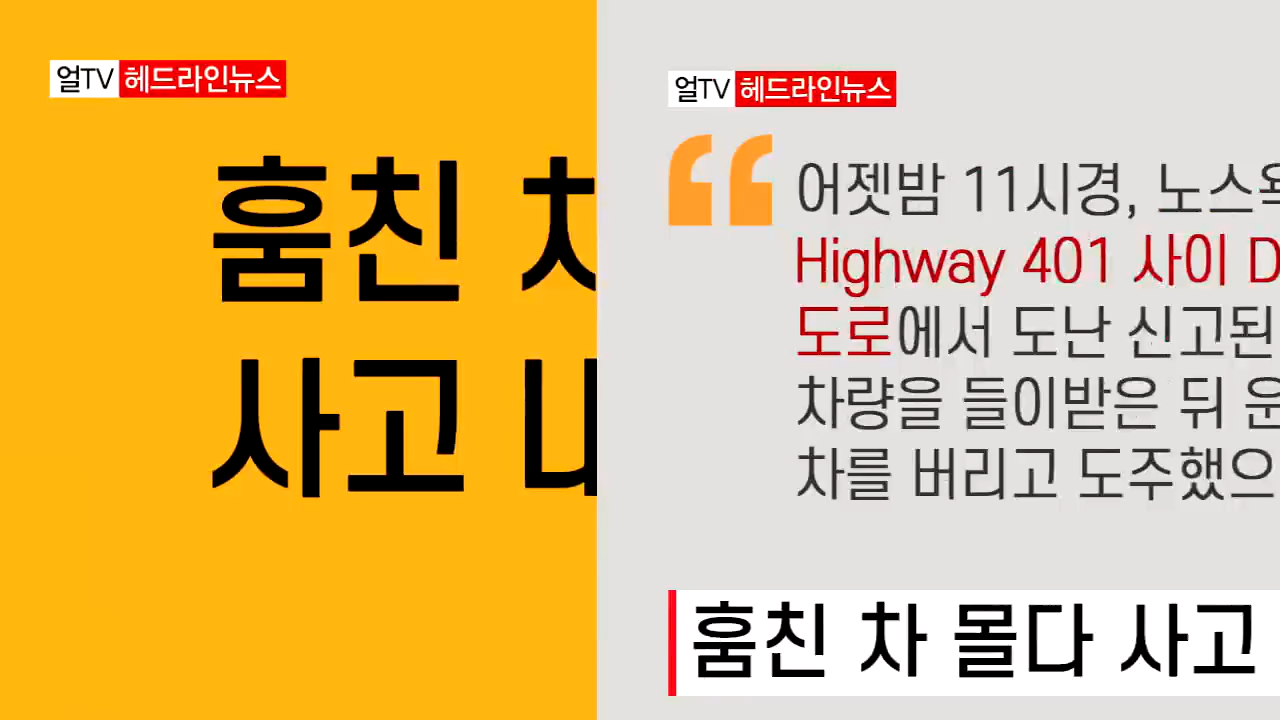 얼TV 헤드라인뉴스
훔친
사고
얼TV 헤드라인뉴스
어젯밤 11시경,
Highway 401 사이
도로에서 도난 신고된
차량을 들이받은 뒤
차를 버리고 도주했으
훔친 차 몰다 사고